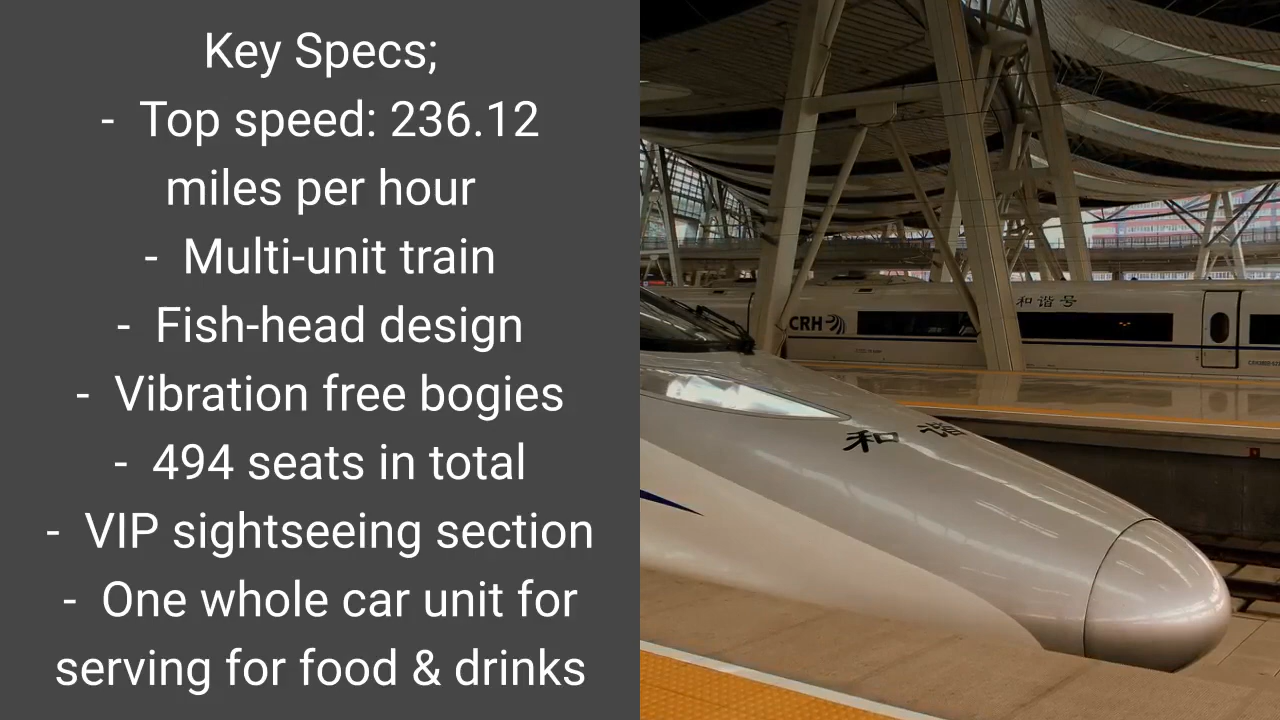 Key Specs;
- Top speed: 236.12
miles per hour
- Multi-unit train
- Fish-head design
- Vibration free bogies
- 494 seats in total
- VIP sightseeing section
- One whole car unit for
serving for food & drinks
和谐号
CRH
和谐